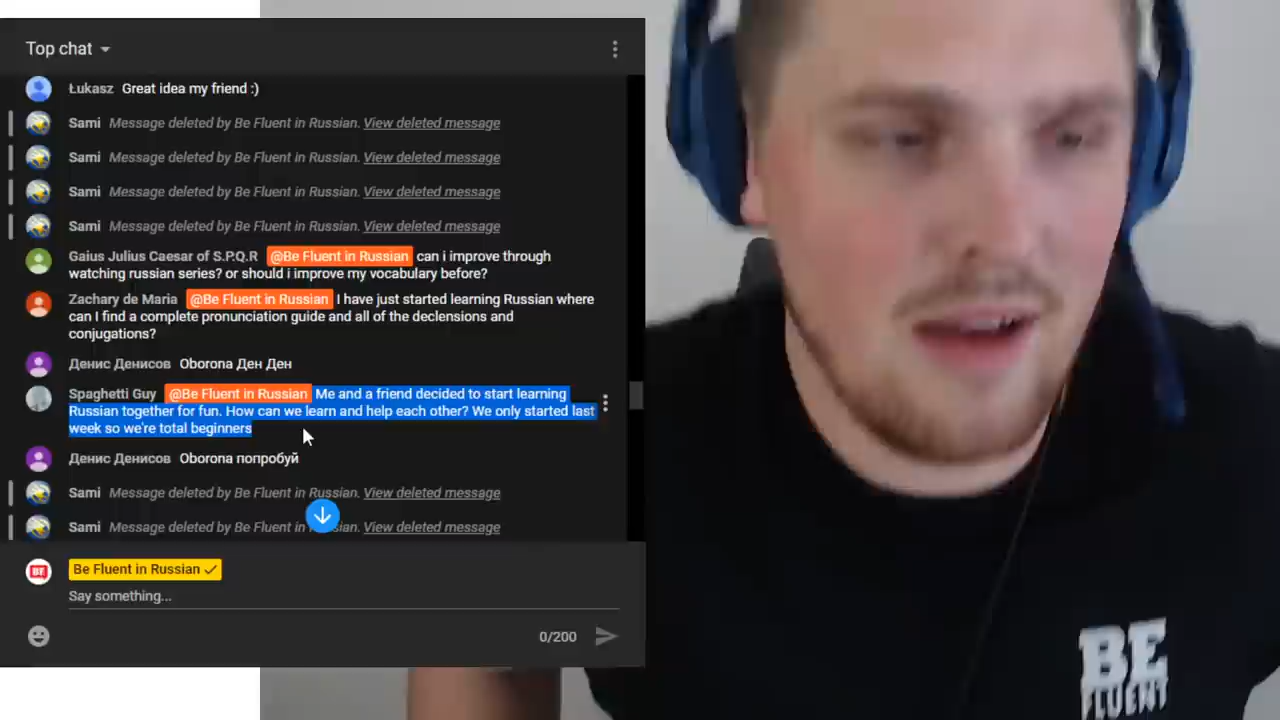 Top chat
Łukasz Great idea my friend :)
Sami Message deleted by Be Fluent in Russian. View deleted message
Sami Message deleted by Be Fluent in Russian. View deleted message
Sami Message deleted by Be Fluent in Russian. View deleted message
Sami Message deleted by Be Fluent in Russian. View deleted message
Gaius Julius Caesar of S.P.Q.R @Be Fluent in Russian can i improve through
watching russian series? or should i improve my vocabulary before?
Zachary de Maria @Be Fluent in Russian I have just started learning Russian where
can I find a complete pronunciation guide and all of the declensions and
conjugations?
Денис Денисов Oborona Ден Ден
Spaghetti Guy @Be Fluent in Russian Me and a friend decided to start learning
Russian together for fun. How can we learn and help each other? We only started last
week so we're total beginners
Денис Денисов Oborona попробуй
Sami Message deleted by Be Fluent in Russian. View deleted message
Sami Message deleted by Be Fluent in Russian. View deleted message
BE Be Fluent in Russian
Say something...
0/200
BE
FLUENT